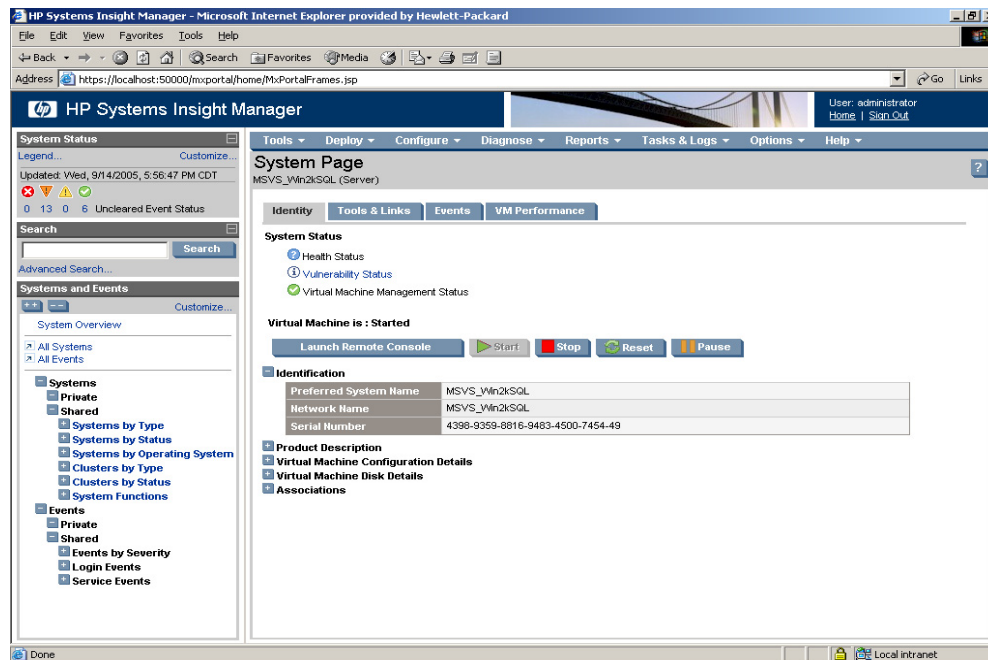 HP Systems Insight Manager - Microsoft Internet Explorer provided by Hewlett-Packard
File Edit View Favorites Tools Help
Back Search Favorites Media
Address https://localhost:50000/mxportal/home/MxPortalFrames.jsp Go Links
hp HP Systems Insight Manager
User: administrator
Home | Sign Out
System Status
Legend... Customize...
Updated: Wed, 9/14/2005, 5:56:47 PM CDT
0 13 0 6 Uncleared Event Status
Search
Search
Advanced Search...
Systems and Events
Customize...
System Overview
All Systems
All Events
Systems
Private
Shared
Systems by Type
Systems by Status
Systems by Operating System
Clusters by Type
Clusters by Status
System Functions
Events
Private
Shared
Events by Severity
Login Events
Service Events
Tools Deploy Configure Diagnose Reports Tasks & Logs Options Help
System Page
?
MSVS_Win2kSQL (Server)
Identity Tools & Links Events VM Performance
System Status
? Health Status
i Vulnerability Status
Virtual Machine Management Status
Virtual Machine is : Started
Launch Remote Console Start Stop Reset Pause
Identification
Preferred System Name MSVS_Win2kSQL
Network Name MSVS_Win2kSQL
Serial Number 4398-9359-8816-9483-4500-7454-49
Product Description
Virtual Machine Configuration Details
Virtual Machine Disk Details
Associations
Done Local intranet